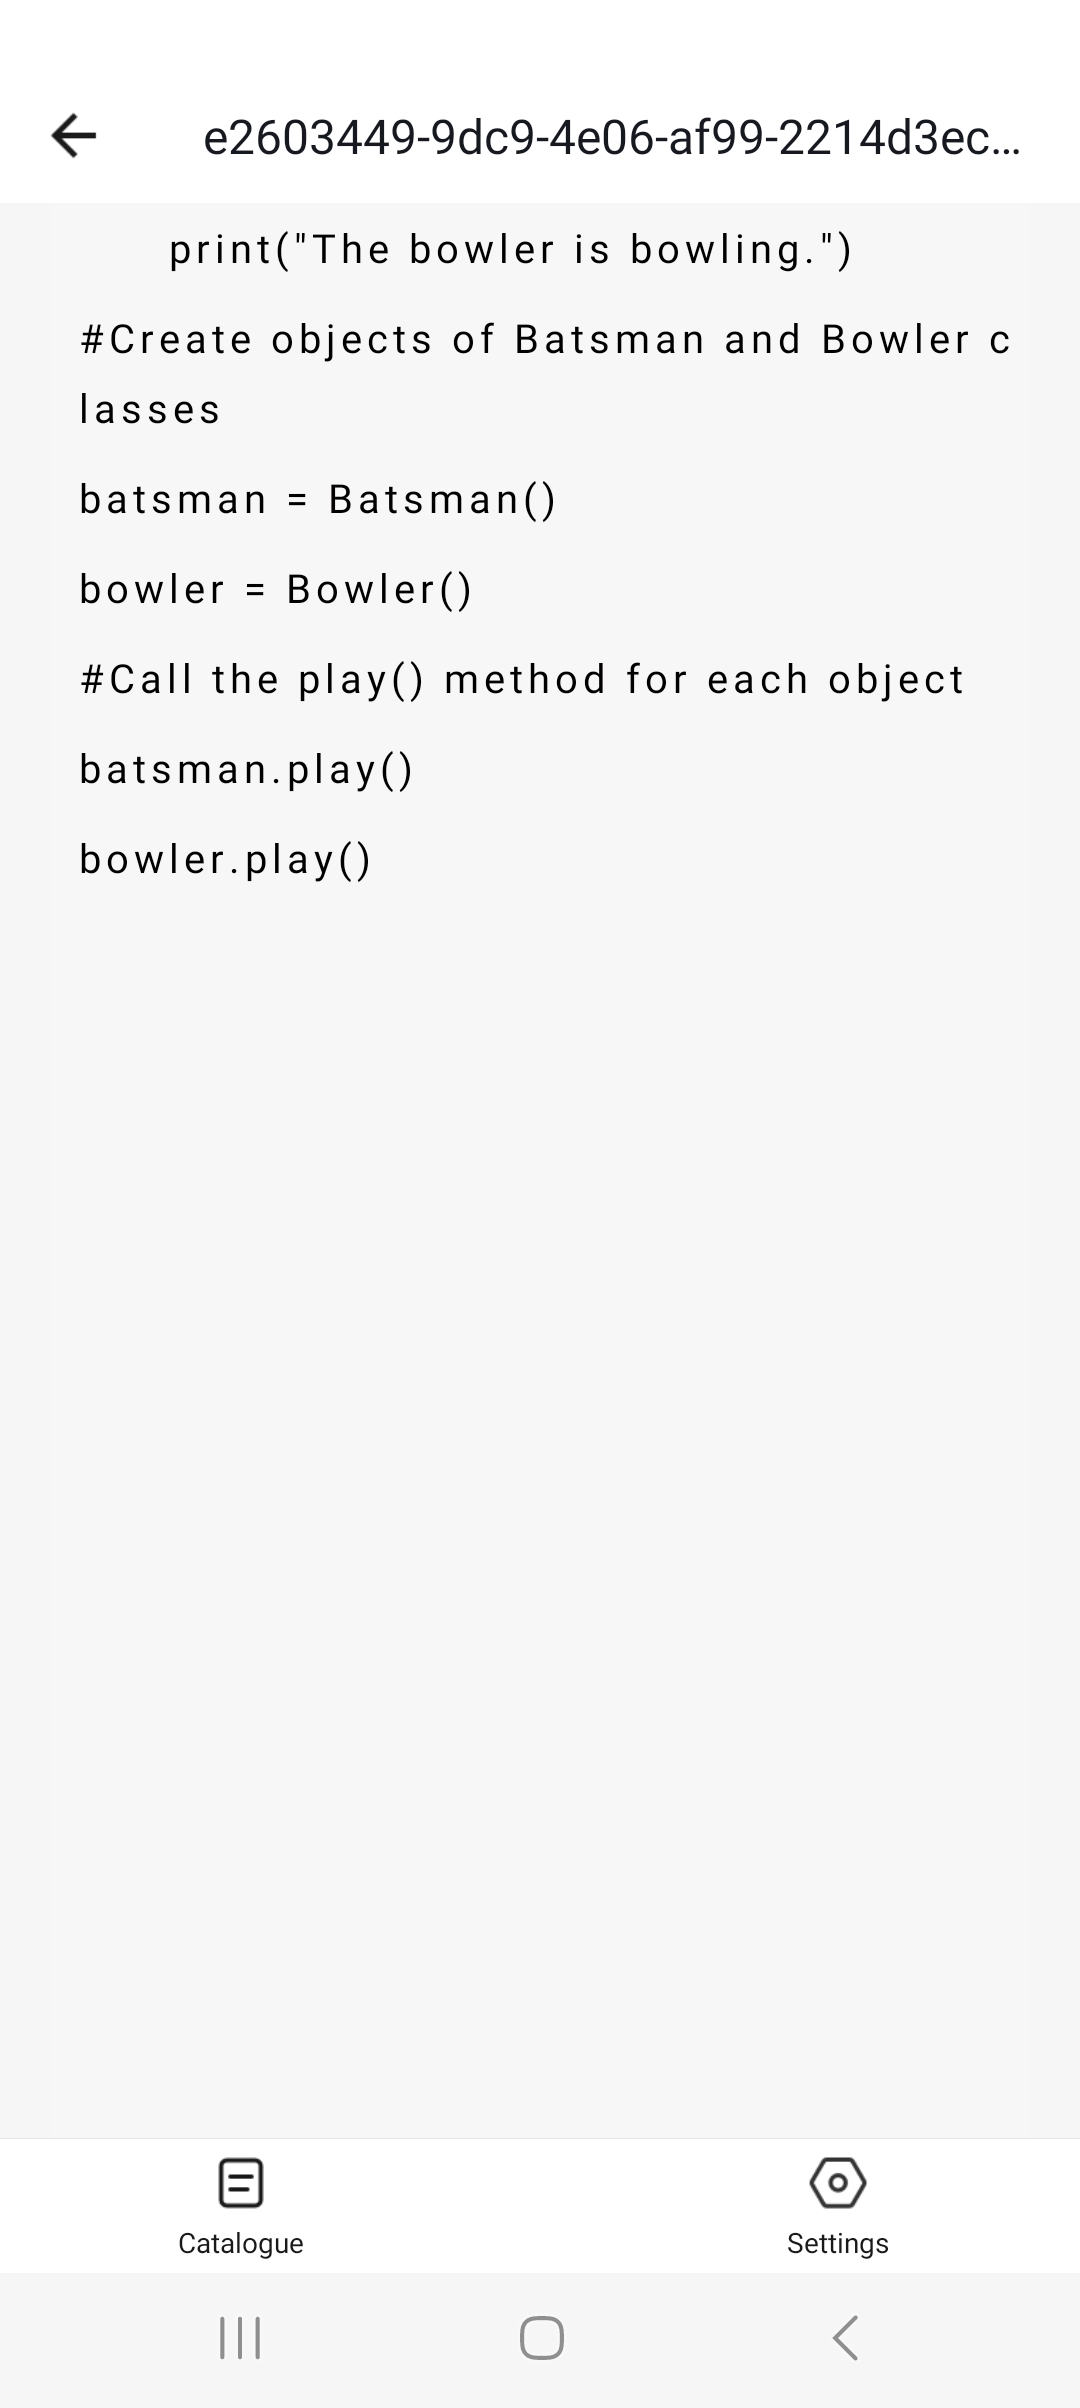 e2603449-9dc9-4e06-af99-2214d3ec...
print("The bowler is bowling.")
#Create objects of Batsman and Bowler c
lasses
batsman = Batsman()
bowler = Bowler()
#Call the play() method for each object
batsman.play()
bowler.play()
Catalogue
Settings